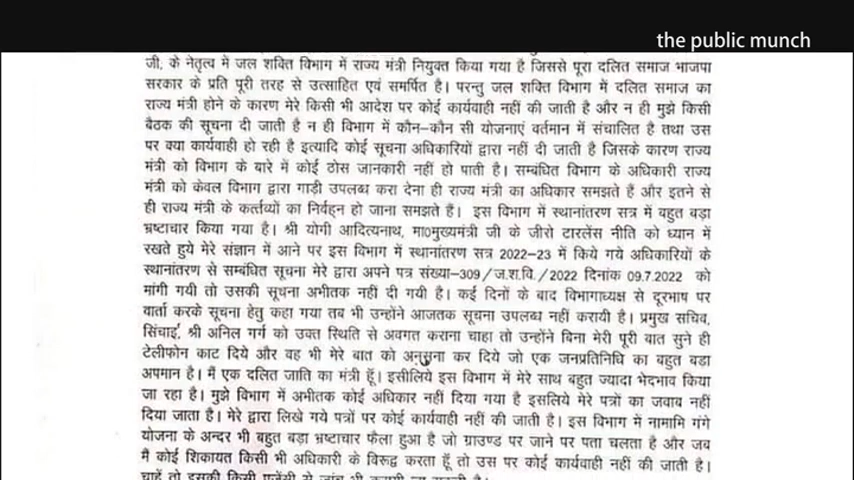 the public munch
जी, के नेतृत्व में जल शक्ति विभाग में राज्य मंत्री नियुक्त किया गया है जिससे पूरा दलित समाज भाजपा
सरकार के प्रति पूरी तरह से उत्साहित एवं समर्पित है। परन्तु जल शक्ति विभाग में दलित समाज का
राज्य मंत्री होने के कारण मेरे किसी भी आदेश पर कोई कार्यवाही नहीं की जाती है और न ही मुझे किसी
बैठक की सूचना दी जाती है न ही विभाग में कौन–कौन सी योजनाएं वर्तमान में संचालित है तथा उस
पर क्या कार्यवाही हो रही है इत्यादि कोई सूचना अधिकारियों द्वारा नहीं दी जाती है जिसके कारण राज्य
मंत्री को विभाग के बारे में कोई ठोस जानकारी नहीं हो पाती है। सम्बंधित विभाग के अधिकारी राज्य
मंत्री को केवल विभाग द्वारा गाड़ी उपलब्ध करा देना ही राज्य मंत्री का अधिकार समझते हैं और इतने से
ही राज्य मंत्री के कर्त्तव्यों का निर्वहन हो जाना समझते हैं। इस विभाग में स्थानांतरण सत्र में बहुत बड़ा
भ्रष्टाचार किया गया है। श्री योगी आदित्यनाथ, मा0मुख्यमंत्री जी के जीरो टारलेंस नीति को ध्यान में
रखते हुये मेरे संज्ञान में आने पर इस विभाग में स्थानांतरण सत्र 2022-23 में किये गये अधिकारियों के
स्थानांतरण से सम्बंधित सूचना मेरे द्वारा अपने पत्र संख्या–309/ज.श.वि./2022 दिनांक 09.7.2022 को
मांगी गयी तो उसकी सूचना अभीतक नहीं दी गयी है। कई दिनों के बाद विभागाध्यक्ष से दूरभाष पर
वार्ता करके सूचना हेतु कहा गया तब भी उन्होंने आजतक सूचना उपलब्ध नहीं करायी है। प्रमुख सचिव,
सिंचाई, श्री अनिल गर्ग को उक्त स्थिति से अवगत कराना चाहा तो उन्होंने बिना मेरी पूरी बात सुने ही
टेलीफोन काट दिये और वह भी मेरे बात को अनुसुना कर दिये जो एक जनप्रतिनिधि का बहुत बडा
अपमान है। मैं एक दलित जाति का मंत्री हूँ। इसीलिये इस विभाग में मेरे साथ बहुत ज्यादा भेदभाव किया
जा रहा है। मुझे विभाग में अभीतक कोई अधिकार नहीं दिया गया है इसलिये मेरे पत्रों का जवाब नहीं
दिया जाता है। मेरे द्वारा लिखे गये पत्रों पर कोई कार्यवाही नहीं की जाती है। इस विभाग में नामामि गंगे
योजना के अन्दर भी बहुत बड़ा भ्रष्टाचार फैला हुआ है जो ग्राउण्ड पर जाने पर पता चलता है और जब
मै कोई शिकायत किसी भी अधिकारी के विरूद्व करता हूँ तो उस पर कोई कार्यवाही नहीं की जाती है।
चाहें तो इसकी किसी एजेंसी से जांच भी करायी जा सकती है।